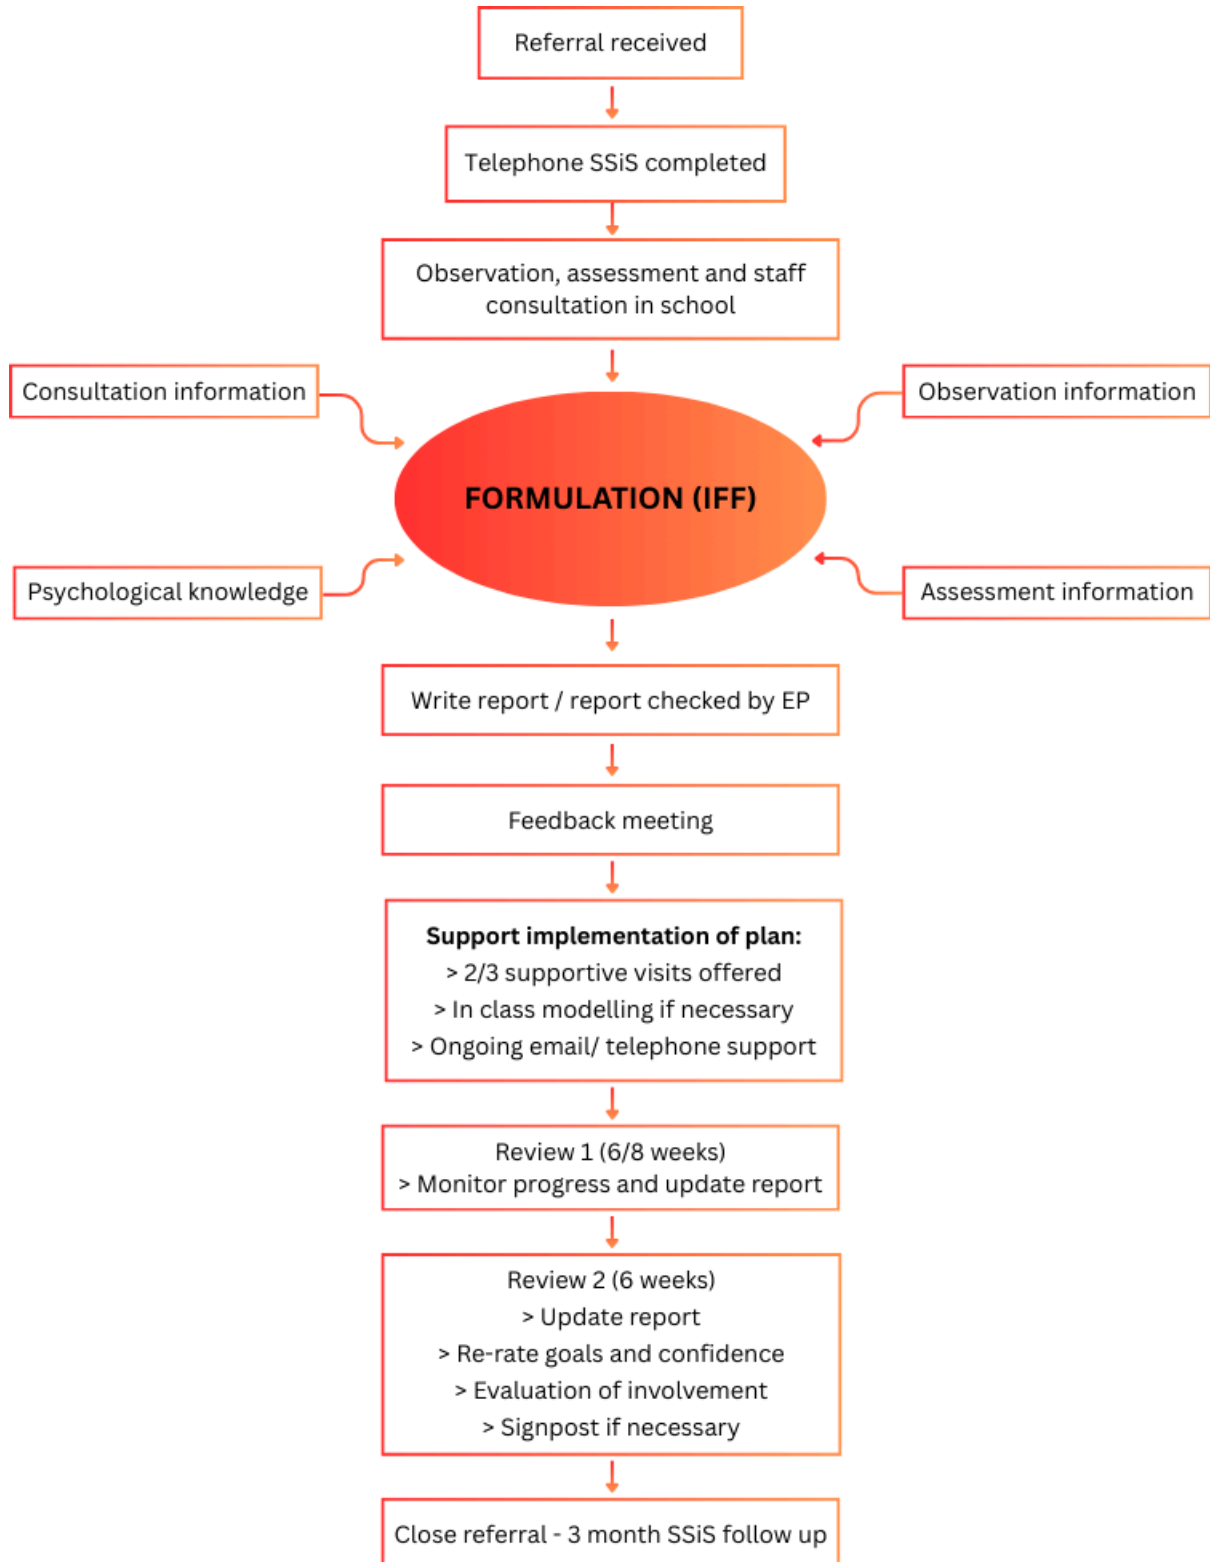 Referral received
Telephone SSiS completed
Observation, assessment and staff
consultation in school
Consultation information
Observation information
FORMULATION (IFF)
Psychological knowledge
Assessment information
Write report / report checked by EP
Feedback meeting
Support implementation of plan:
> 2/3 supportive visits offered
> In class modelling if necessary
> Ongoing email/ telephone support
Review 1 (6/8 weeks)
> Monitor progress and update report
Review 2 (6 weeks)
> Update report
> Re-rate goals and confidence
> Evaluation of involvement
> Signpost if necessary
Close referral - 3 month SSiS follow up